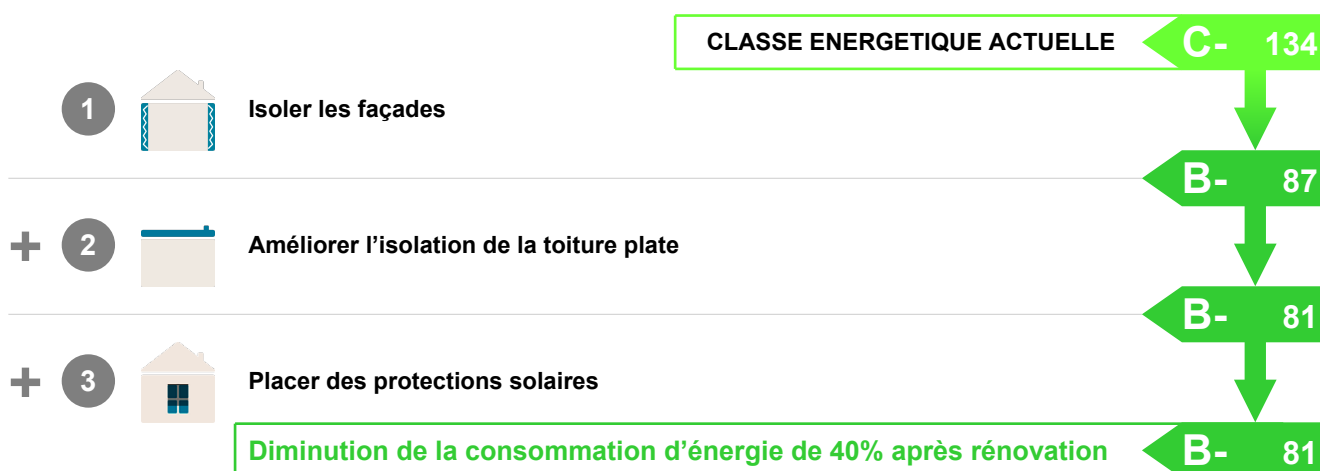 CLASSE ENERGETIQUE ACTUELLE C- 134
1 Isoler les façades
B- 87
+ 2 Améliorer l’isolation de la toiture plate
B- 81
+ 3 Placer des protections solaires
Diminution de la consommation d’énergie de 40% après rénovation B- 81